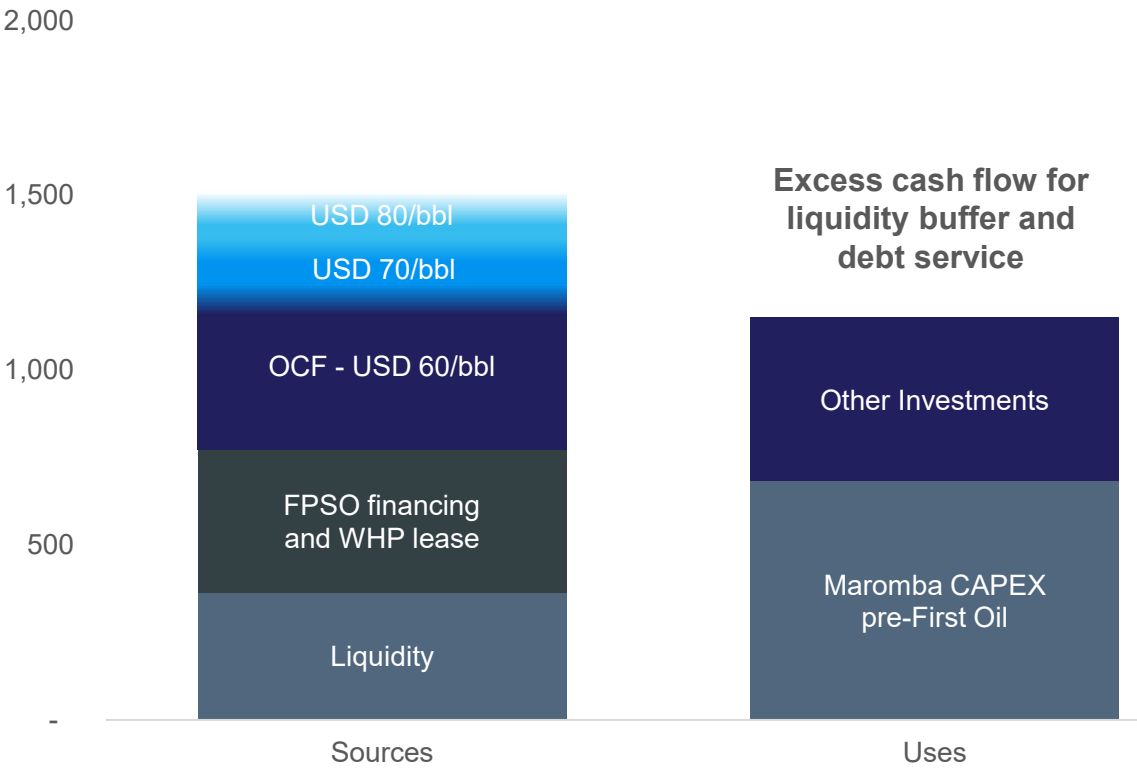 2,000
1,500
1,000
500
-
USD 80/bbl
USD 70/bbl
OCF - USD 60/bbl
FPSO financing
and WHP lease
Liquidity
Sources
Excess cash flow for
liquidity buffer and
debt service
Other Investments
Maromba CAPEX
pre-First Oil
Uses